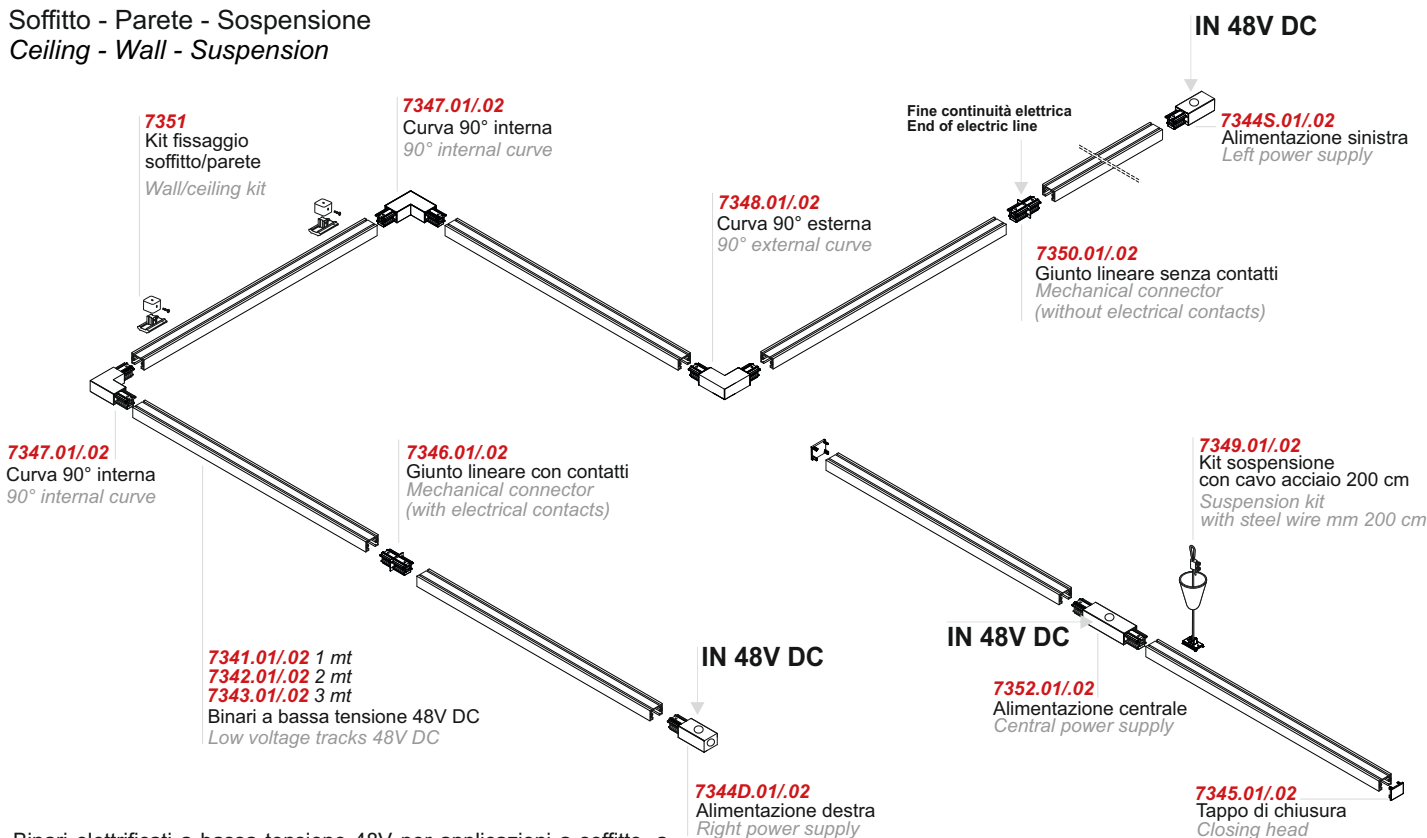 Soffitto - Parete - Sospensione
Ceiling - Wall - Suspension
IN 48V DC
7351
Kit fissaggio
soffitto/parete
Wall/ceiling kit
7347.01/.02
Curva 90° interna
90° internal curve
Fine continuità elettrica
End of electric line
7344S.01/.02
Alimentazione sinistra
Left power supply
7348.01/.02
Curva 90° esterna
90° external curve
7350.01/.02
Giunto lineare senza contatti
Mechanical connector
(without electrical contacts)
7347.01/.02
Curva 90° interna
90° internal curve
7346.01/.02
Giunto lineare con contatti
Mechanical connector
(with electrical contacts)
7349.01/.02
Kit sospensione
con cavo acciaio 200 cm
Suspension kit
with steel wire mm 200 cm
7341.01/.02 1 mt
7342.01/.02 2 mt
7343.01/.02 3 mt
Binari a bassa tensione 48V DC
Low voltage tracks 48V DC
IN 48V DC
IN 48V DC
7352.01/.02
Alimentazione centrale
Central power supply
7344D.01/.02
Alimentazione destra
Right power supply
7345.01/.02
Tappo di chiusura
Closing head
Binari elettrificati a bassa tensione 48V per applicazioni a soffitto, a